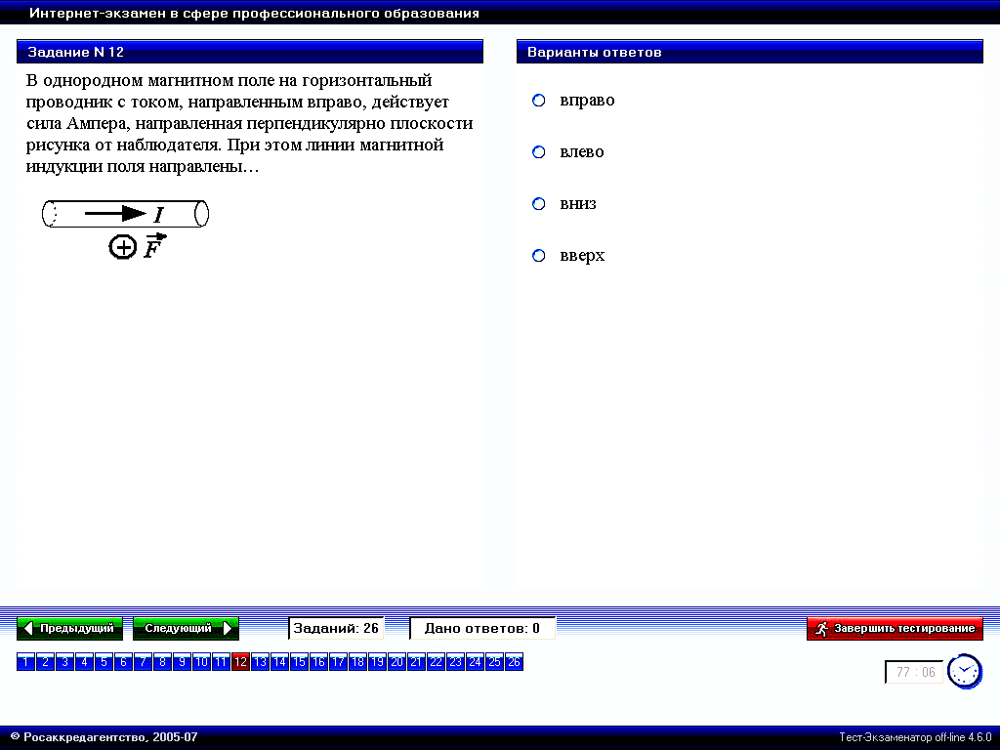 Интернет-экзамен в сфере профессионального образования
Задание N 12
В однородном магнитном поле на горизонтальный
проводник с током, направленным вправо, действует
сила Ампера, направленная перпендикулярно плоскости
рисунка от наблюдателя. При этом линии магнитной
индукции поля направлены…
I
F
Варианты ответов
вправо
влево
вниз
вверх
Предыдущий
Следующий
Заданий: 26
Дано ответов: 0
Завершить тестирование
1 2 3 4 5 6 7 8 9 10 11 12 13 14 15 16 17 18 19 20 21 22 23 24 25 26
77 : 06
© Росаккредагентство, 2005-07
Тест-Экзаменатор off-line 4.6.0